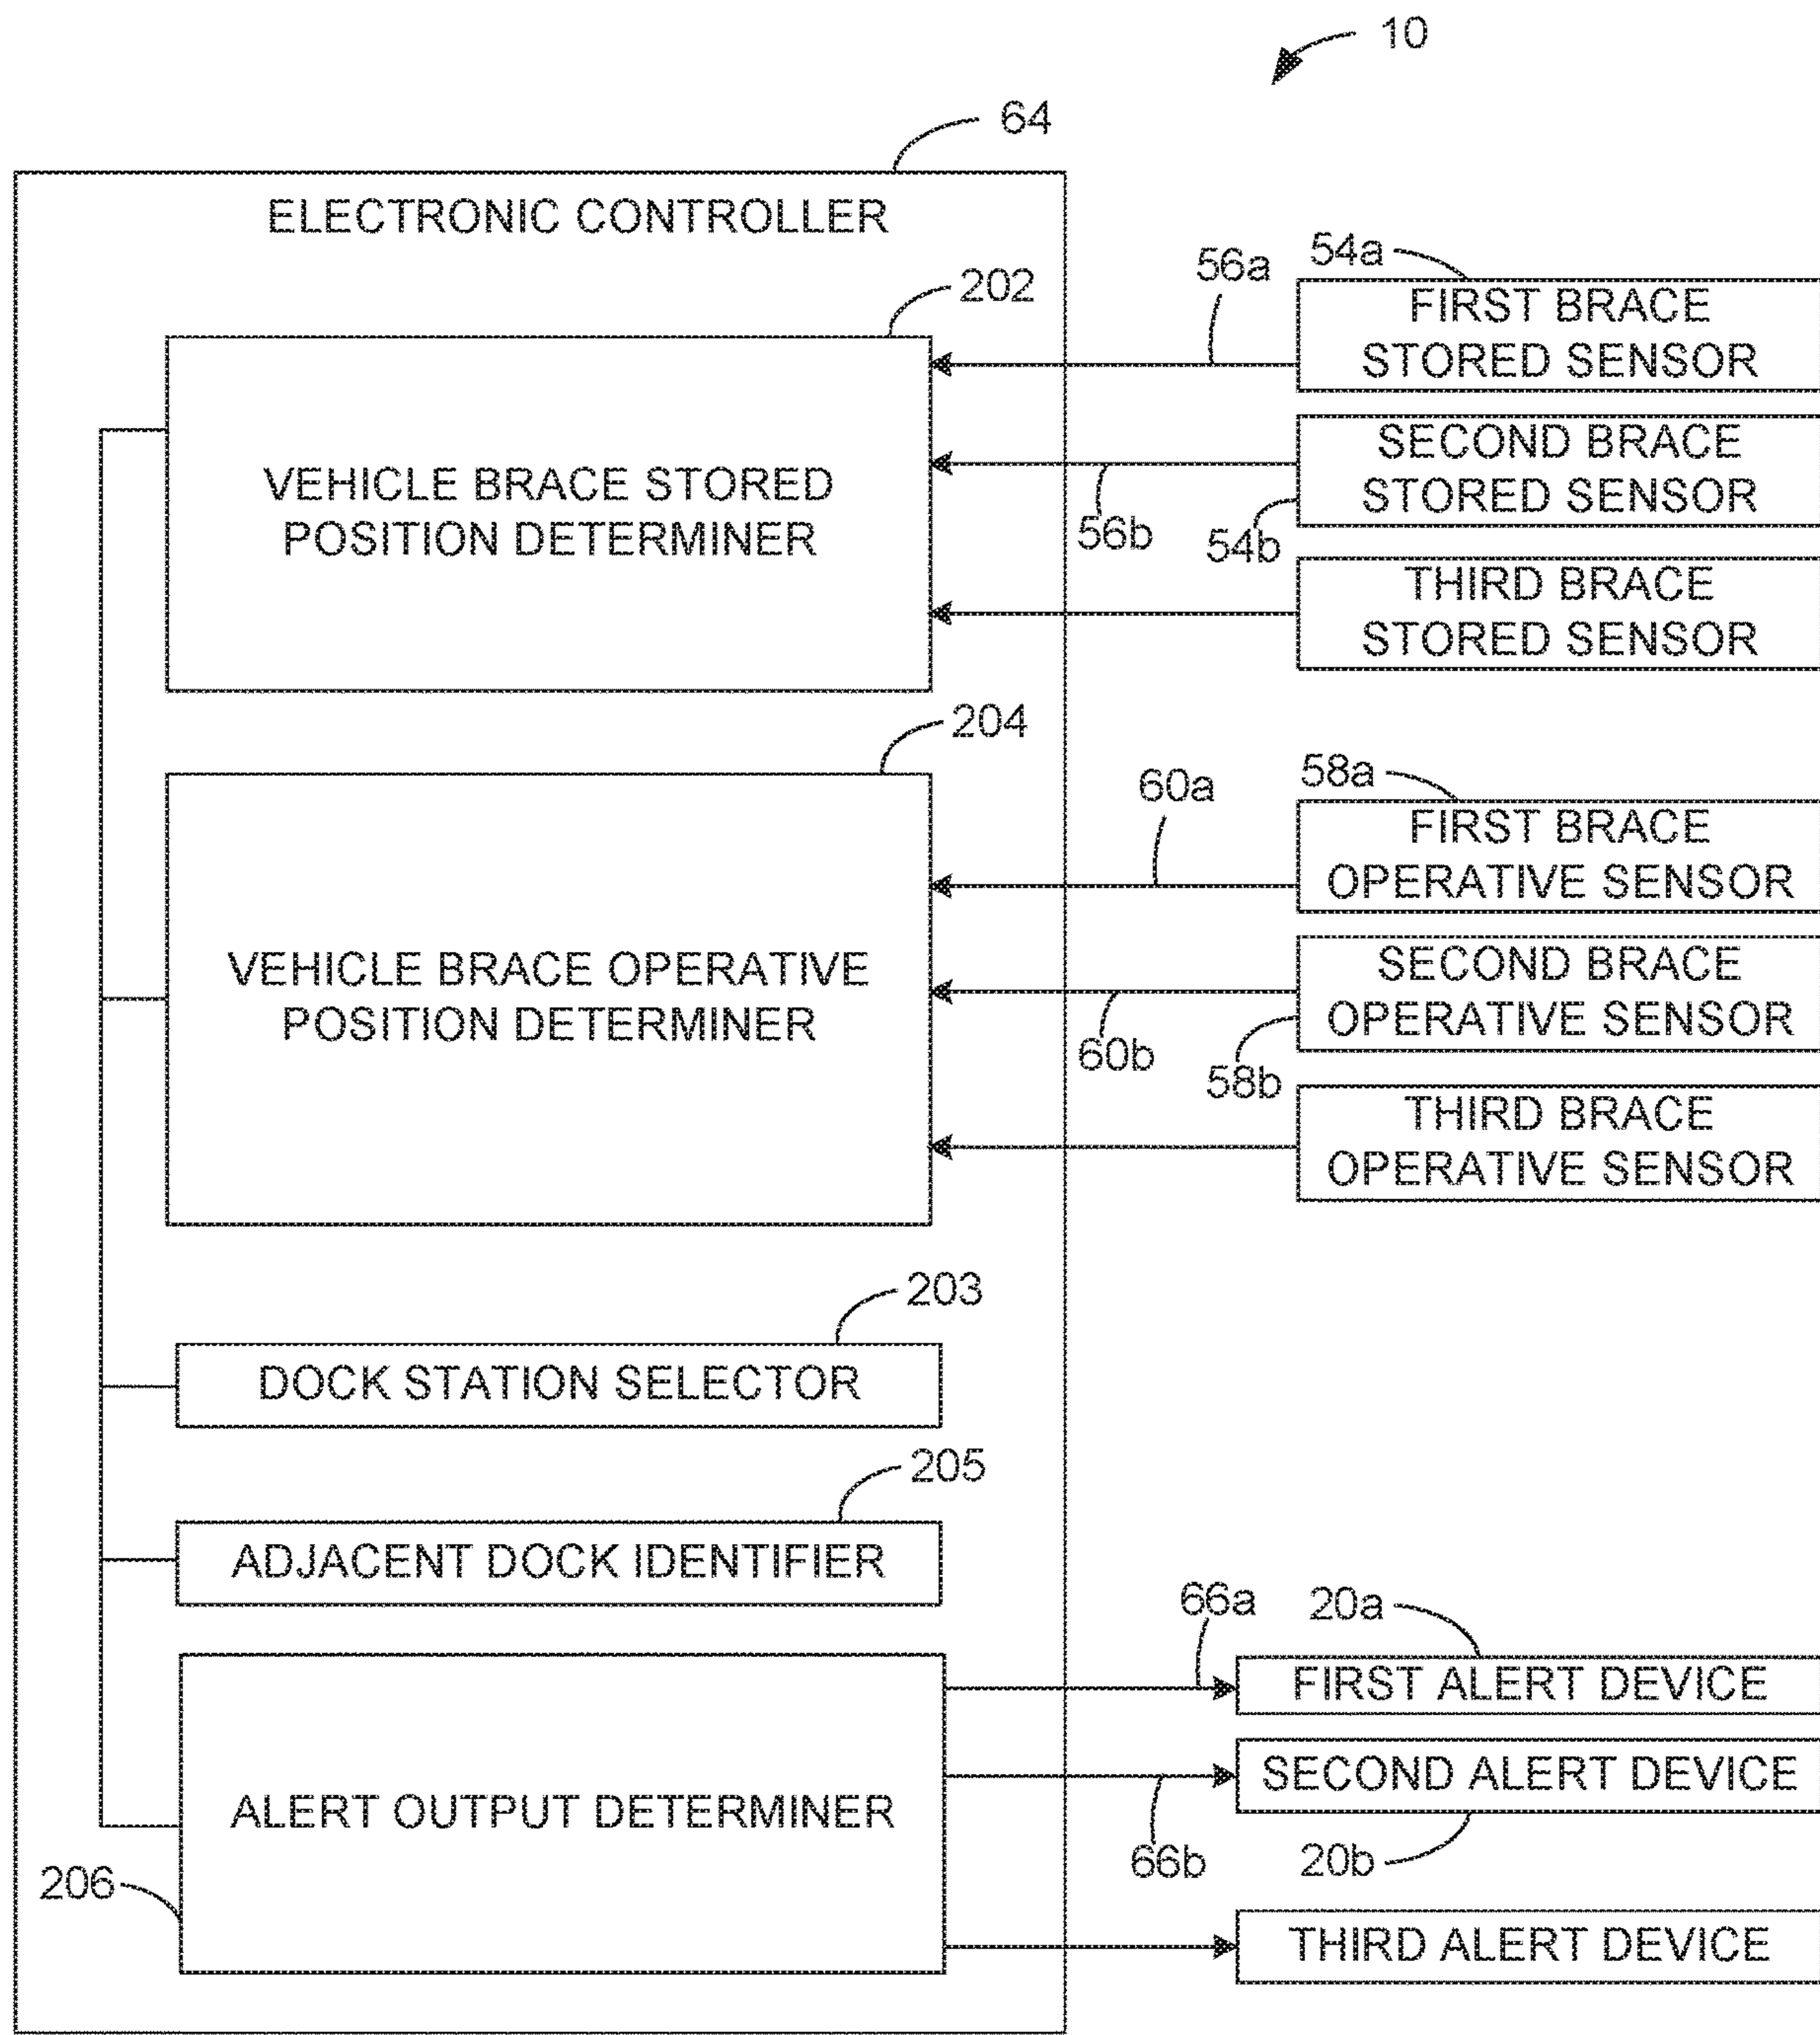 10
64
ELECTRONIC CONTROLLER
202
VEHICLE BRACE STORED
POSITION DETERMINER
56a
54a
FIRST BRACE
STORED SENSOR
56b
54b
SECOND BRACE
STORED SENSOR
THIRD BRACE
STORED SENSOR
204
VEHICLE BRACE OPERATIVE
POSITION DETERMINER
60a
58a
FIRST BRACE
OPERATIVE SENSOR
60b
58b
SECOND BRACE
OPERATIVE SENSOR
THIRD BRACE
OPERATIVE SENSOR
203
DOCK STATION SELECTOR
205
ADJACENT DOCK IDENTIFIER
206
ALERT OUTPUT DETERMINER
66a
20a
FIRST ALERT DEVICE
SECOND ALERT DEVICE
66b
20b
THIRD ALERT DEVICE